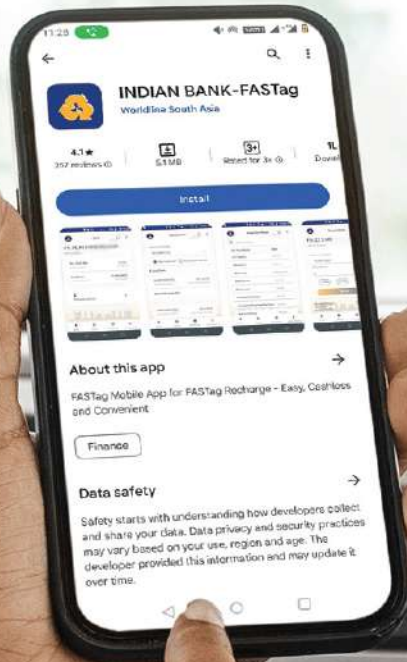 11:28
INDIAN BANK-FASTag
Worldline South Asia
4.1★
357 reviews
5.1 MB
3+
Rated for 3+
1L
Downl
Install
About this app
FASTag Mobile App for FASTag Recharge - Easy, Cashless
and Convenient
Finance
Data safety
Safety starts with understanding how developers collect
and share your data. Data privacy and security practices
may vary based on your use, region and age. The
developer provided this information and may update it
over time.